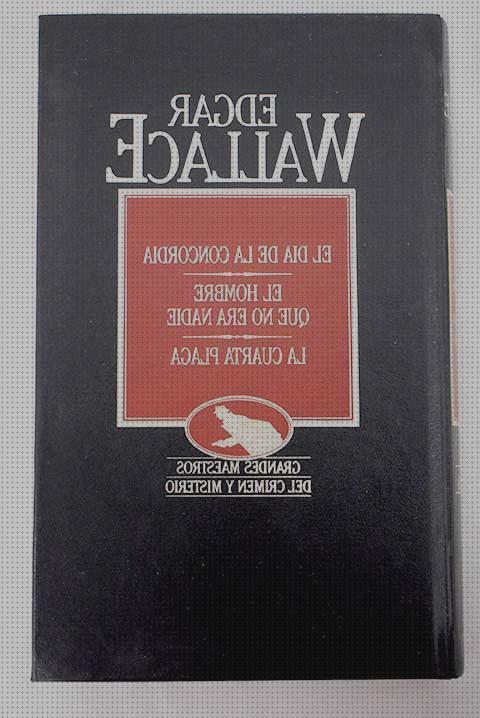 EDGAR
WALLACE
EL DIA DE LA CONCORDIA
EL HOMBRE
QUE NO ERA NADIE
LA CUARTA PLACA
GRANDES MAESTROS
DEL CRIMEN Y MISTERIO